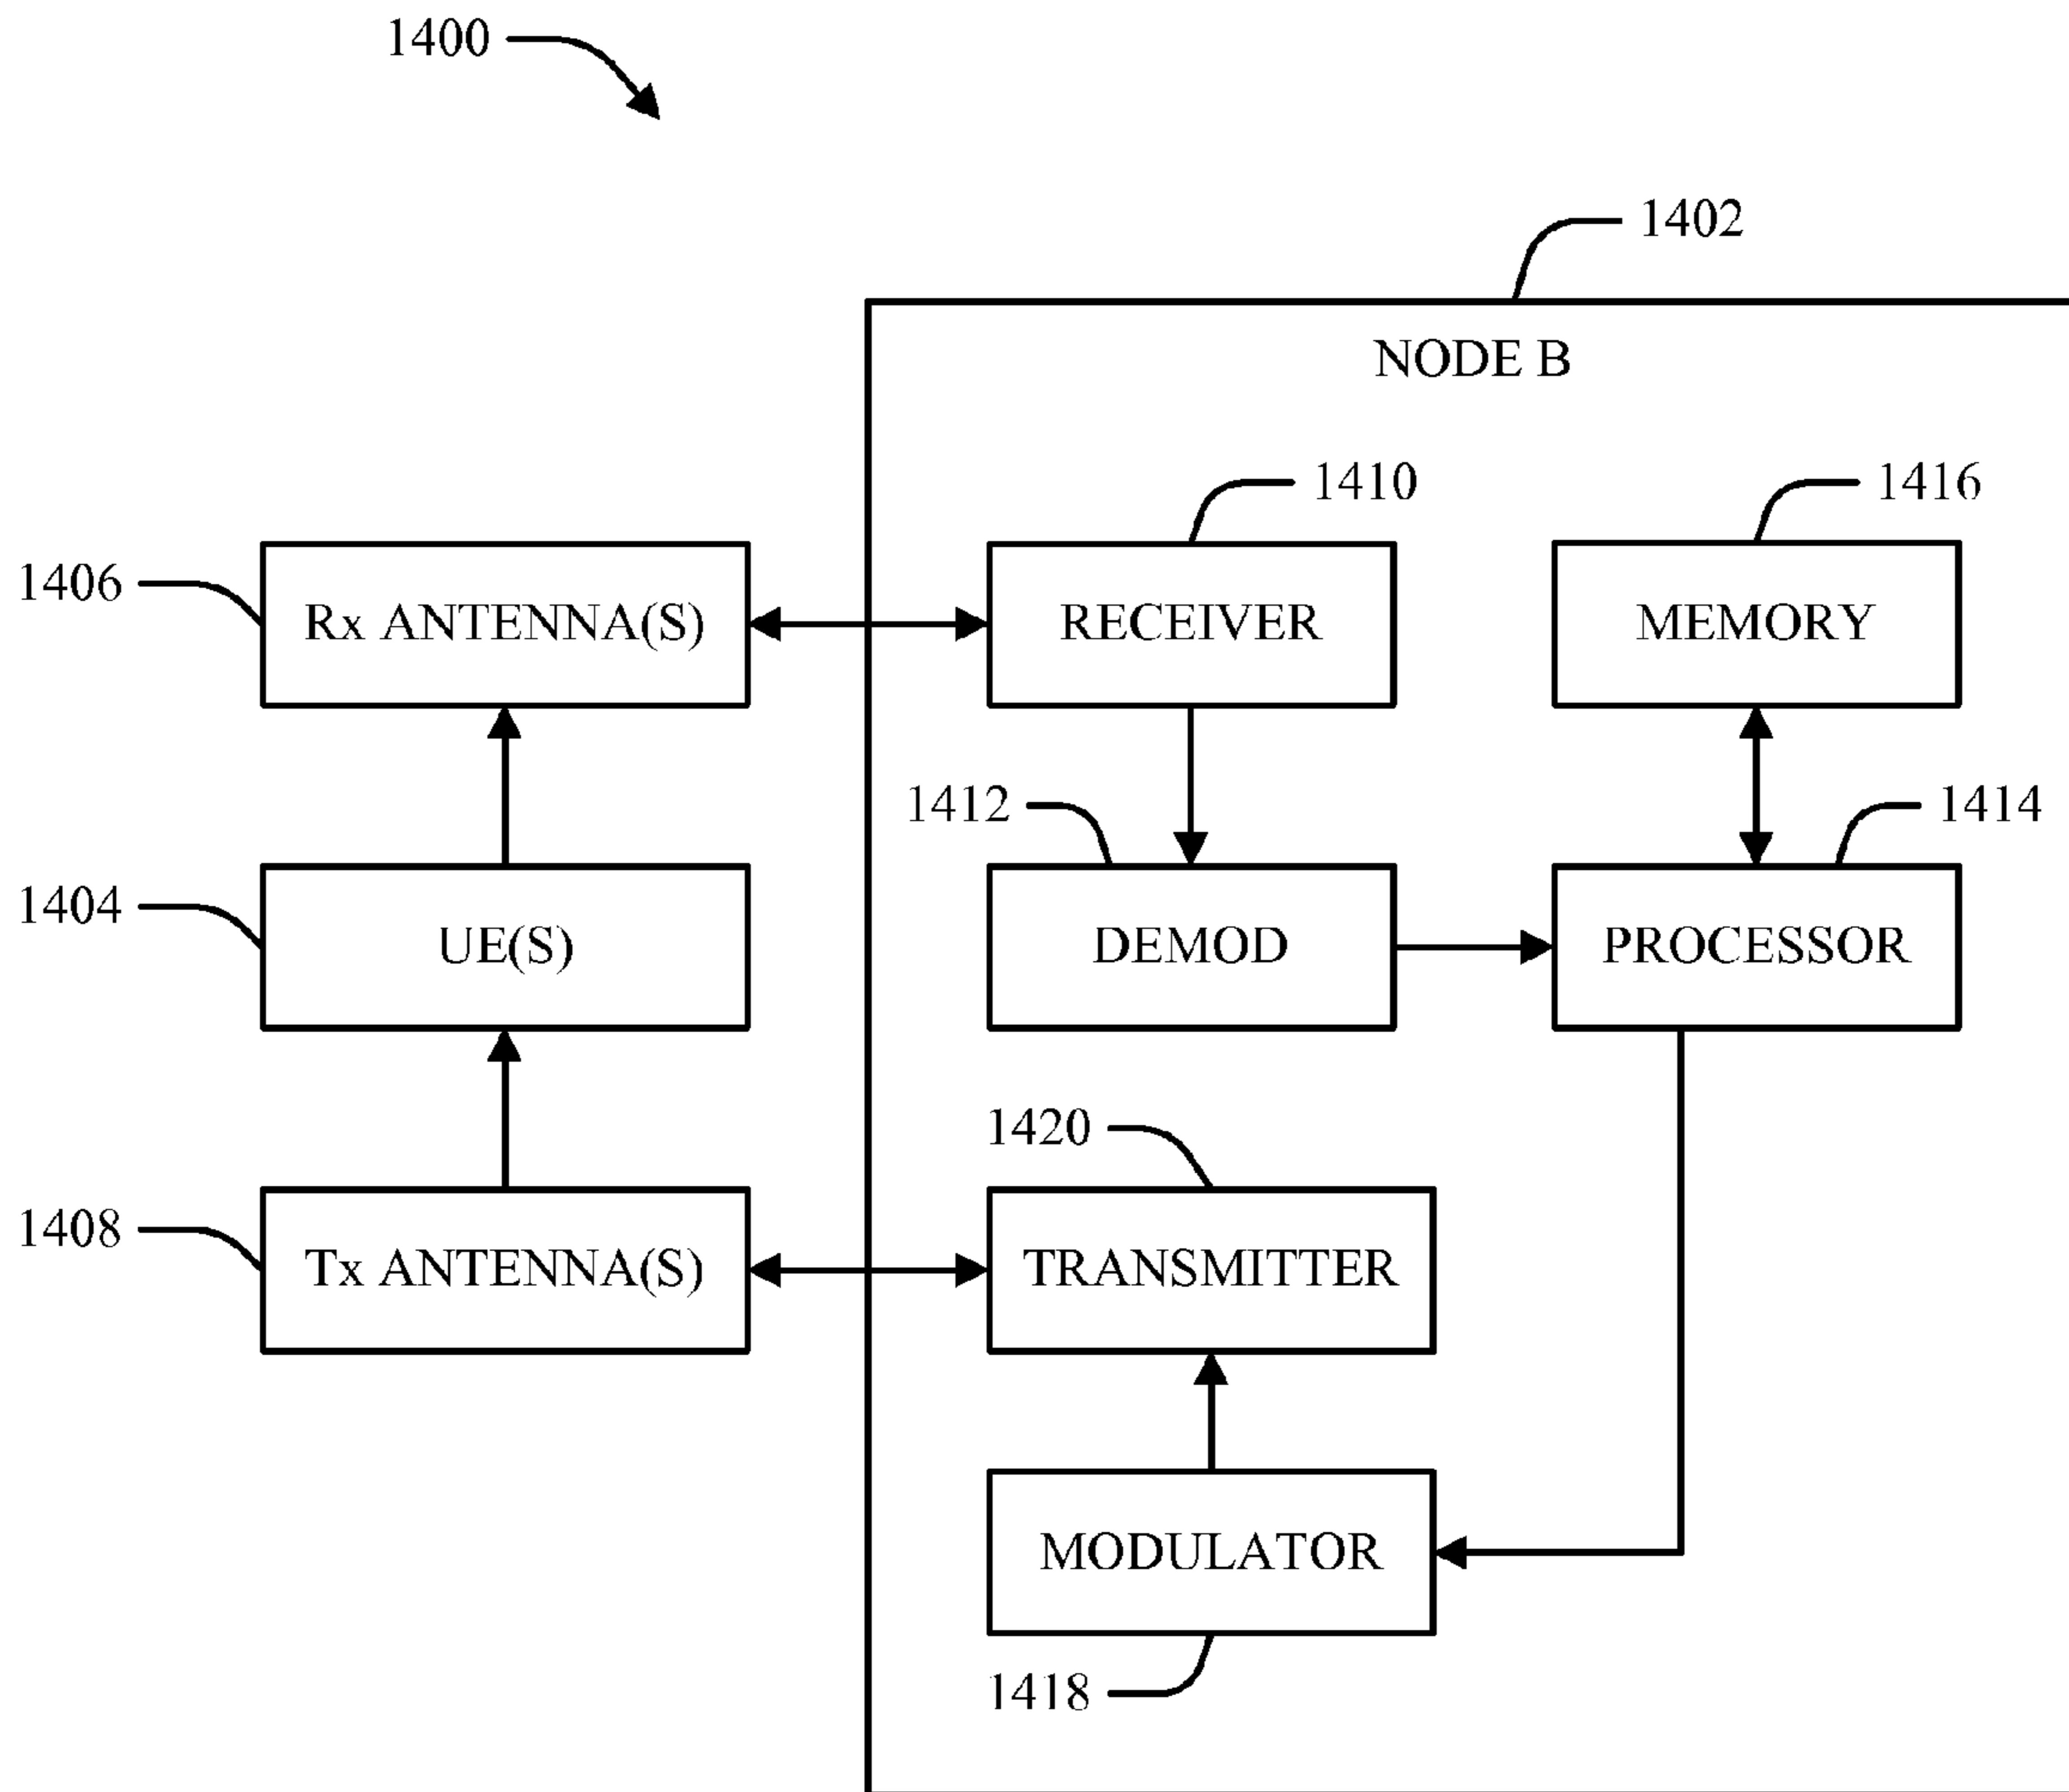 1400
1402
NODE B
1410
1416
1406
Rx ANTENNA(S)
RECEIVER
MEMORY
1412
1414
1404
UE(S)
DEMOD
PROCESSOR
1420
1408
Tx ANTENNA(S)
TRANSMITTER
MODULATOR
1418